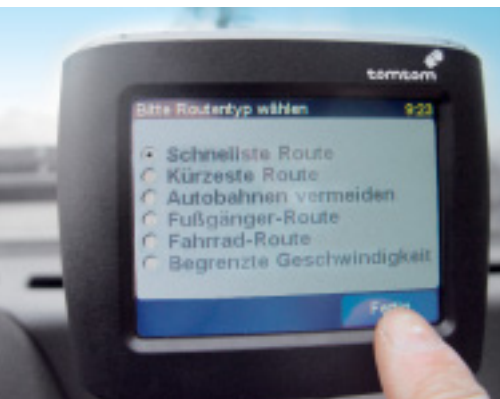 tomtom
Bitte Routentyp wählen 9:23
Schnellste Route
Kürzeste Route
Autobahnen vermeiden
Fußgänger-Route
Fahrrad-Route
Begrenzte Geschwindigkeit